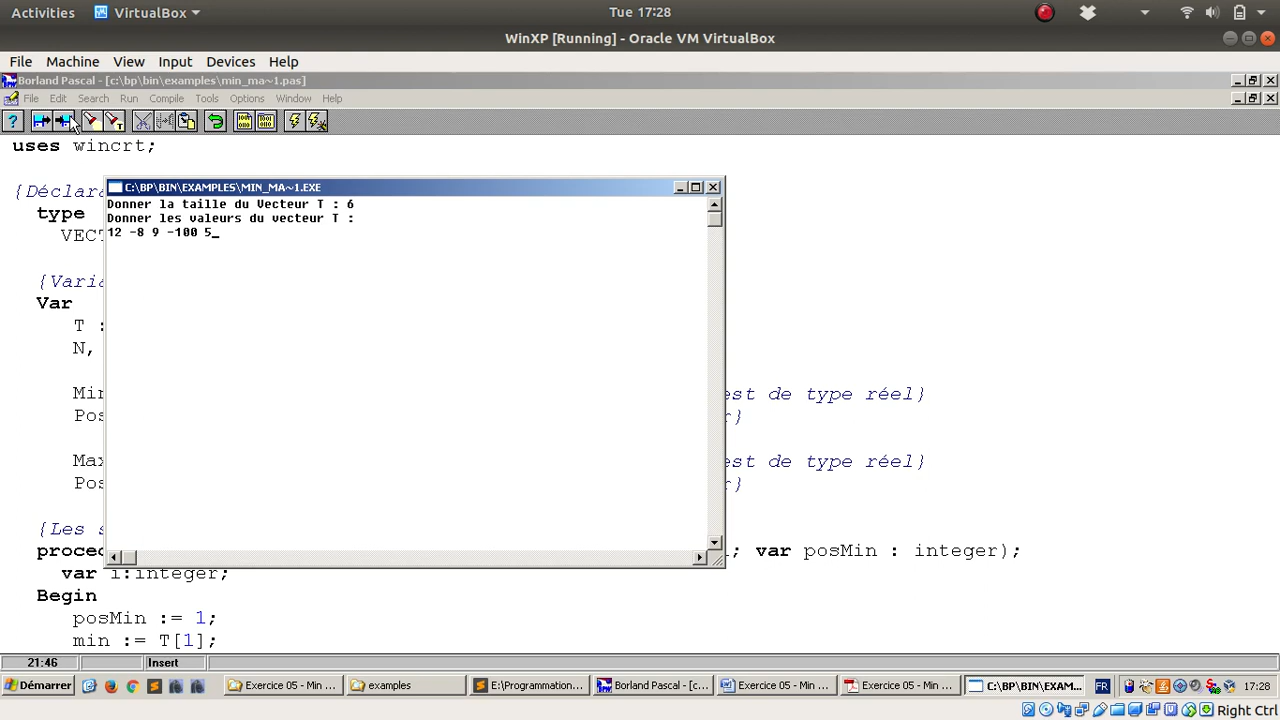 Activities VirtualBox Tue 17:28
WinXP [Running] - Oracle VM VirtualBox
File Machine View Input Devices Help
Borland Pascal - [c:\bp\bin\examples\min_ma~1.pas]
File Edit Search Run Compile Tools Options Window Help
uses wincrt;
C:\BP\BIN\EXAMPLES\MIN_MA~1.EXE
Donner la taille du Vecteur T : 6
Donner les valeurs du vecteur T :
12 -8 9 -100 5_
{Déclara
type
VECT
{Varia
Var
T :
N,
Min est de type réel}
Pos r}
Max est de type réel}
Pos r}
{Les s
proced ; var posMin : integer);
var i:integer;
Begin
posMin := 1;
min := T[1];
21:46 Insert
Démarrer Exercice 05 - Min ... examples E:\Programmation... Borland Pascal - [c... Exercice 05 - Min ... Exercice 05 - Min ... C:\BP\BIN\EXAM... FR 17:28
Right Ctrl